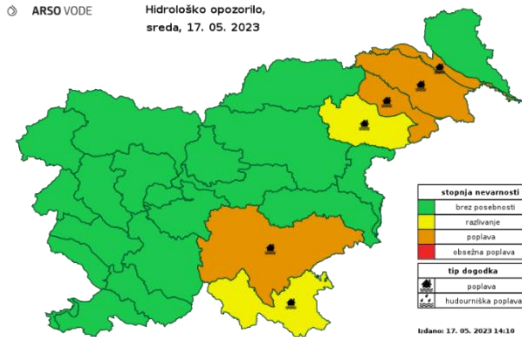 ARSO VODE
Hidrološko opozorilo,
sreda, 17. 05. 2023
stopnja nevarnosti
brez posebnosti
razlivanje
poplava
obsežna poplava
tip dogodka
poplava
hudourniška poplava
Izdano: 17. 05. 2023 14:10